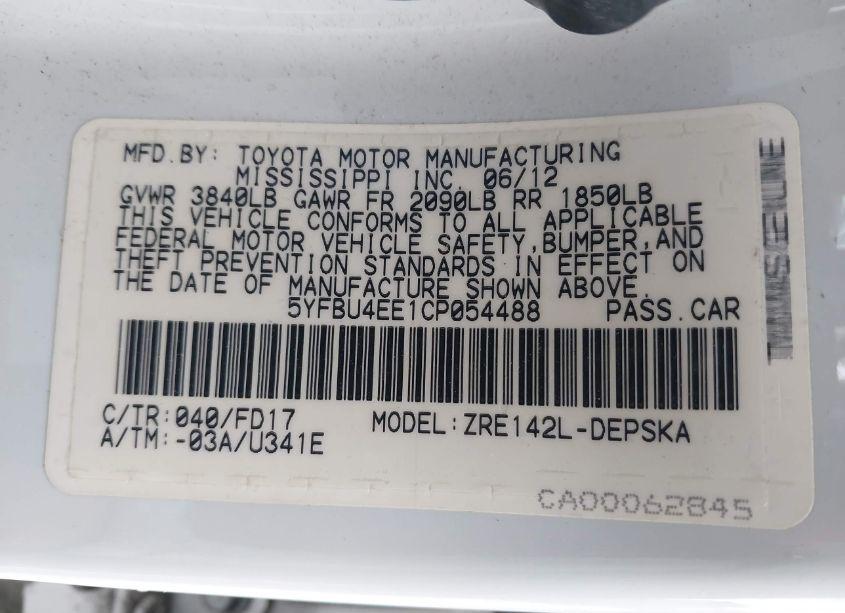 MFD.BY: TOYOTA MOTOR MANUFACTURING
MISSISSIPPI INC. 06/12
GVWR 3840LB GAWR FR 2090LB RR 1850LB
THIS VEHICLE CONFORMS TO ALL APPLICABLE
FEDERAL MOTOR VEHICLE SAFETY,BUMPER,AND
THEFT PREVENTION STANDARDS IN EFFECT ON
THE DATE OF MANUFACTURE SHOWN ABOVE.
5YFBU4EE1CP054488 PASS.CAR
C/TR:040/FD17 MODEL:ZRE142L-DEPSKA
A/TM:-03A/U341E
CA00062845